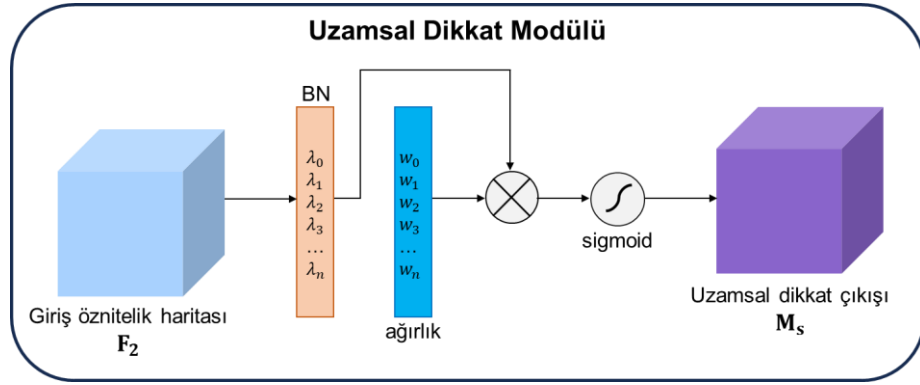 Uzamsal Dikkat Modülü
BN
λ₀
λ₁
λ₂
λ₃
…
λₙ
w₀
w₁
w₂
w₃
…
wₙ
ağırlık
sigmoid
Giriş öznitelik haritası
F₂
Uzamsal dikkat çıkışı
Mₛ